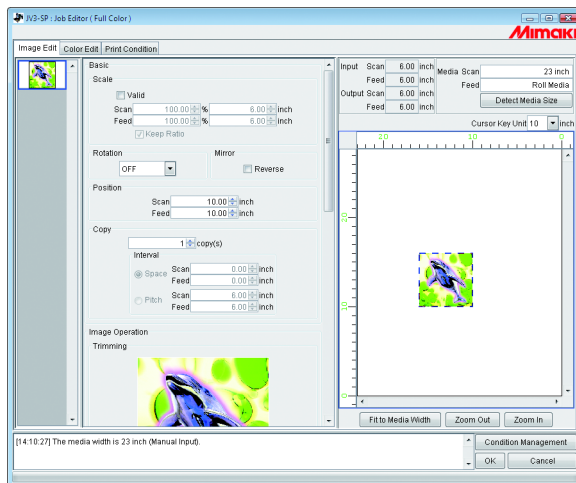 JV3-SP : Job Editor ( Full Color )
Mimaki
Image Edit Color Edit Print Condition
Basic
Scale
Valid
Scan 100.00 % 6.00 inch
Feed 100.00 % 6.00 inch
Keep Ratio
Rotation Mirror
OFF Reverse
Position
Scan 10.00 inch
Feed 10.00 inch
Copy
1 copy(s)
Interval
Space Scan 0.00 inch
Feed 0.00 inch
Pitch Scan 6.00 inch
Feed 6.00 inch
Image Operation
Trimming
Input Scan 6.00 inch
Feed 6.00 inch
Output Scan 6.00 inch
Feed 6.00 inch
Media Scan 23 inch
Feed Roll Media
Detect Media Size
Cursor Key Unit 10 inch
20 10 0
20
10
0
Fit to Media Width Zoom Out Zoom In
[14:10:27] The media width is 23 inch (Manual Input).
Condition Management
OK Cancel